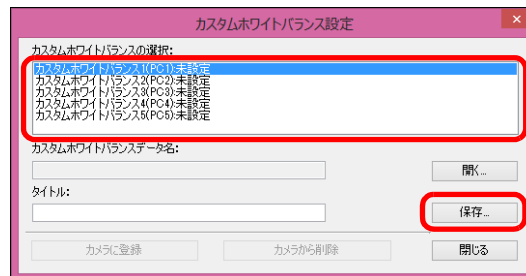 カスタムホワイトバランス設定
カスタムホワイトバランスの選択:
カスタムホワイトバランス1(PC1):未設定
カスタムホワイトバランス2(PC2):未設定
カスタムホワイトバランス3(PC3):未設定
カスタムホワイトバランス4(PC4):未設定
カスタムホワイトバランス5(PC5):未設定
カスタムホワイトバランスデータ名:
開く...
タイトル:
保存...
カメラに登録
カメラから削除
閉じる